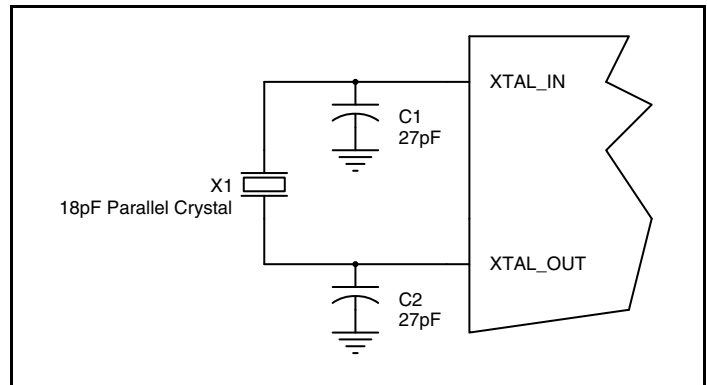 XTAL_IN
C1
27pF
X1
18pF Parallel Crystal
XTAL_OUT
C2
27pF